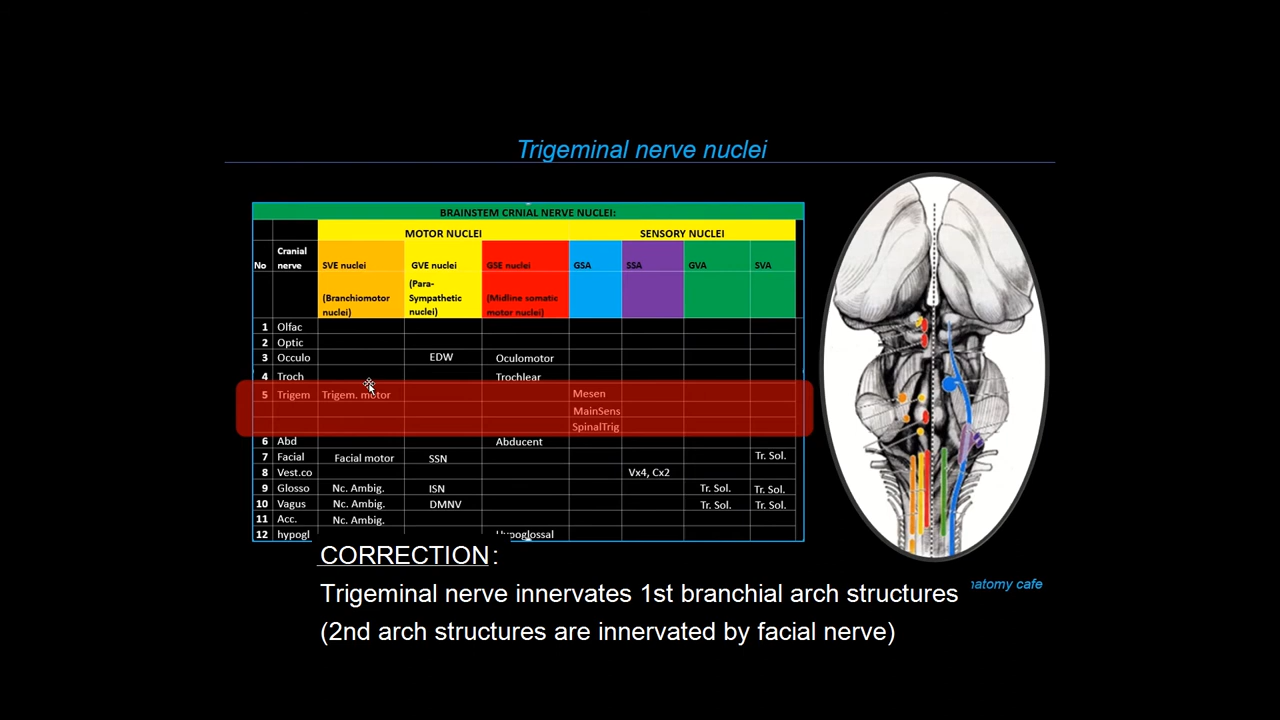 Trigeminal nerve nuclei
BRAINSTEM CRNIAL NERVE NUCLEI:
MOTOR NUCLEI SENSORY NUCLEI
No Cranial nerve SVE nuclei GVE nuclei GSE nuclei GSA SSA GVA SVA
(Branchiomotor nuclei) (Para-Sympathetic nuclei) (Midline somatic motor nuclei)
1 Olfac
2 Optic
3 Occulo EDW Oculomotor
4 Troch Trochlear
5 Trigem Trigem. motor Mesen
MainSens
SpinalTrig
6 Abd Abducent
7 Facial Facial motor SSN Tr. Sol.
8 Vest.co Vx4, Cx2
9 Glosso Nc. Ambig. ISN Tr. Sol. Tr. Sol.
10 Vagus Nc. Ambig. DMNV Tr. Sol. Tr. Sol.
11 Acc. Nc. Ambig.
12 hypogl Hypoglossal
CORRECTION:
Trigeminal nerve innervates 1st branchial arch structures
(2nd arch structures are innervated by facial nerve)
natomy cafe